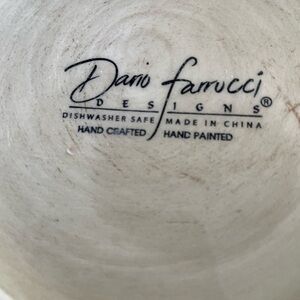 Dario farrucci
DESIGNS®
DISHWASHER SAFE MADE IN CHINA
HAND CRAFTED HAND PAINTED